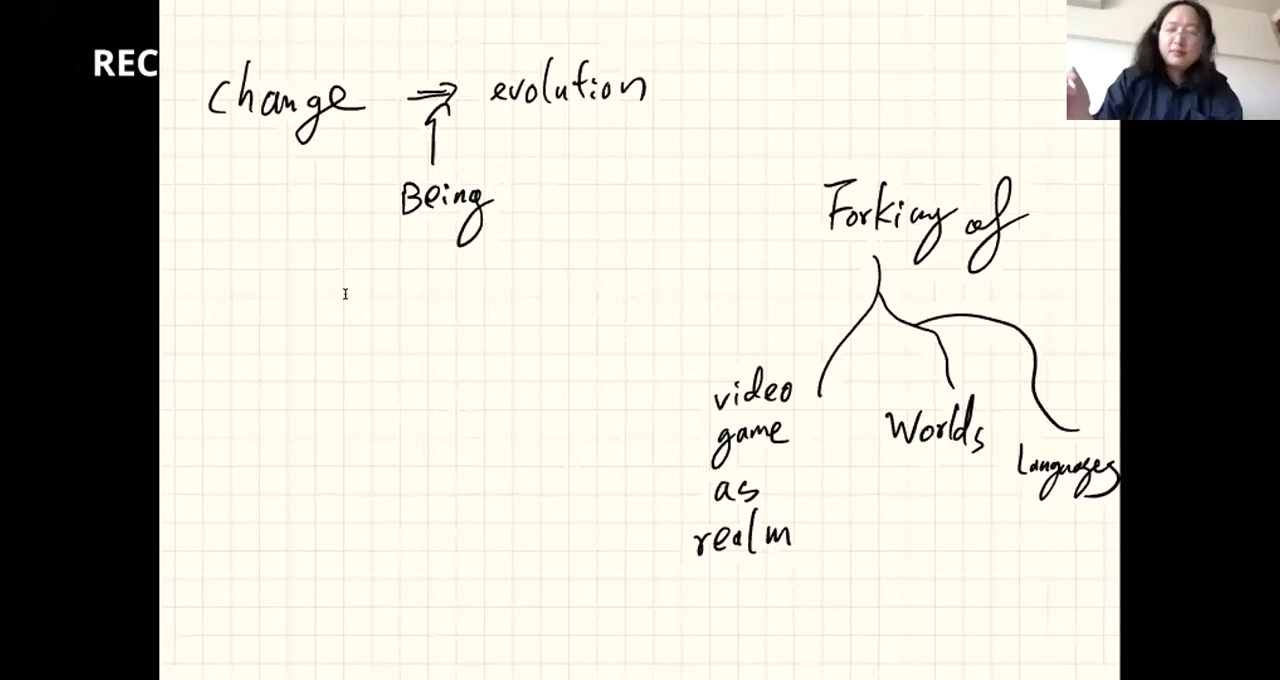 REC
change ⇒ evolution
Being
Forking of
video
game
as
realm
Worlds
Languages